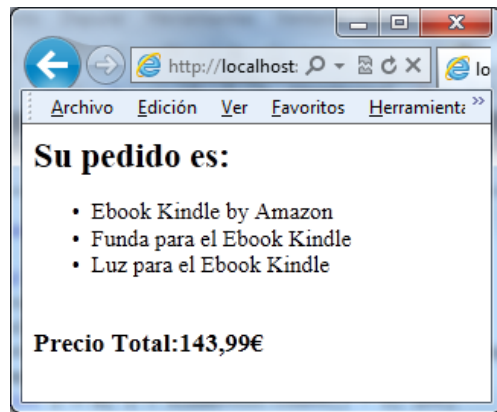 http://localhost:
lo
Archivo Edición Ver Favoritos Herramienta »
Su pedido es:
• Ebook Kindle by Amazon
• Funda para el Ebook Kindle
• Luz para el Ebook Kindle
Precio Total:143,99€